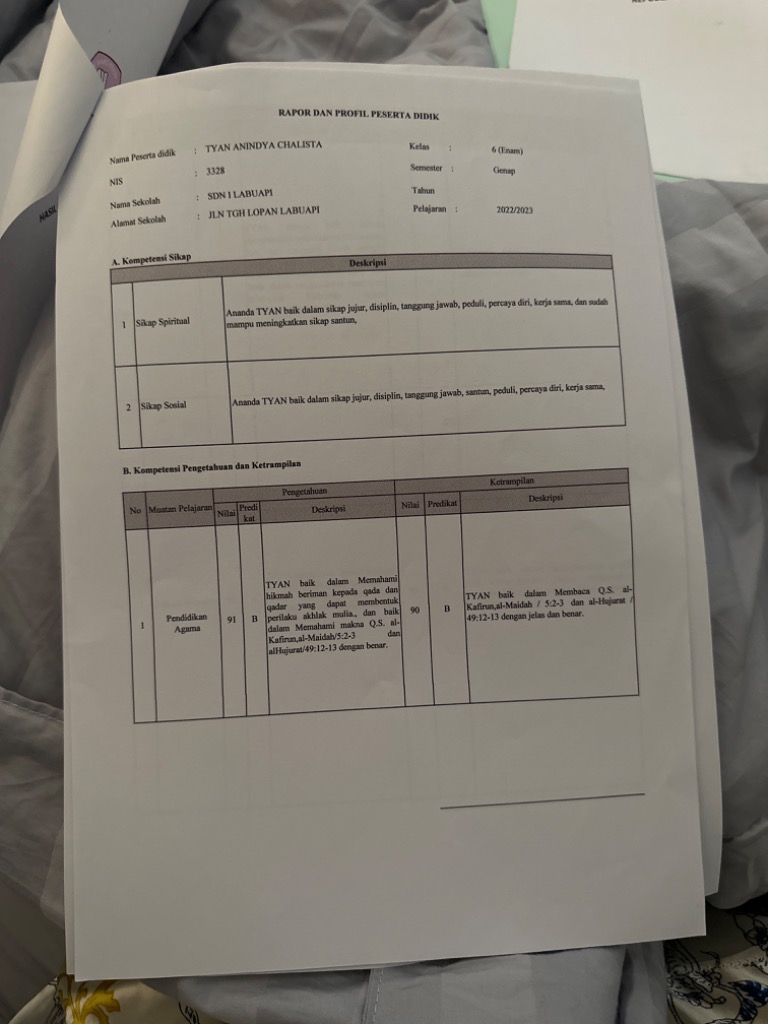 RAPOR DAN PROFIL PESERTA DIDIK
Nama Peserta didik : TYAN ANINDYA CHALISTA Kelas : 6 (Enam)
NIS : 3328 Semester : Genap
Nama Sekolah : SDN 1 LABUAPI Tahun
Alamat Sekolah : JLN TGH LOPAN LABUAPI Pelajaran : 2022/2023
A. Kompetensi Sikap
Deskripsi
1 Sikap Spiritual
Ananda TYAN baik dalam sikap jujur, disiplin, tanggung jawab, peduli, percaya diri, kerja sama, dan sudah
mampu meningkatkan sikap santun,
2 Sikap Sosial
Ananda TYAN baik dalam sikap jujur, disiplin, tanggung jawab, santun, peduli, percaya diri, kerja sama,
B. Kompetensi Pengetahuan dan Ketrampilan
No Muatan Pelajaran
Pengetahuan
Nilai Predi
kat
Deskripsi
Ketrampilan
Nilai Predikat Deskripsi
1
Pendidikan
Agama
91 B
TYAN baik dalam Memahami
hikmah beriman kepada qada dan
qadar yang dapat membentuk
perilaku akhlak mulia., dan baik
dalam Memahami makna Q.S. al-
Kafirun,al-Maidah/5:2-3 dan
alHujurat/49:12-13 dengan benar.
90 B
TYAN baik dalam Membaca Q.S. al-
Kafirun,al-Maidah / 5:2-3 dan al-Hujurat /
49:12-13 dengan jelas dan benar.
HASIL